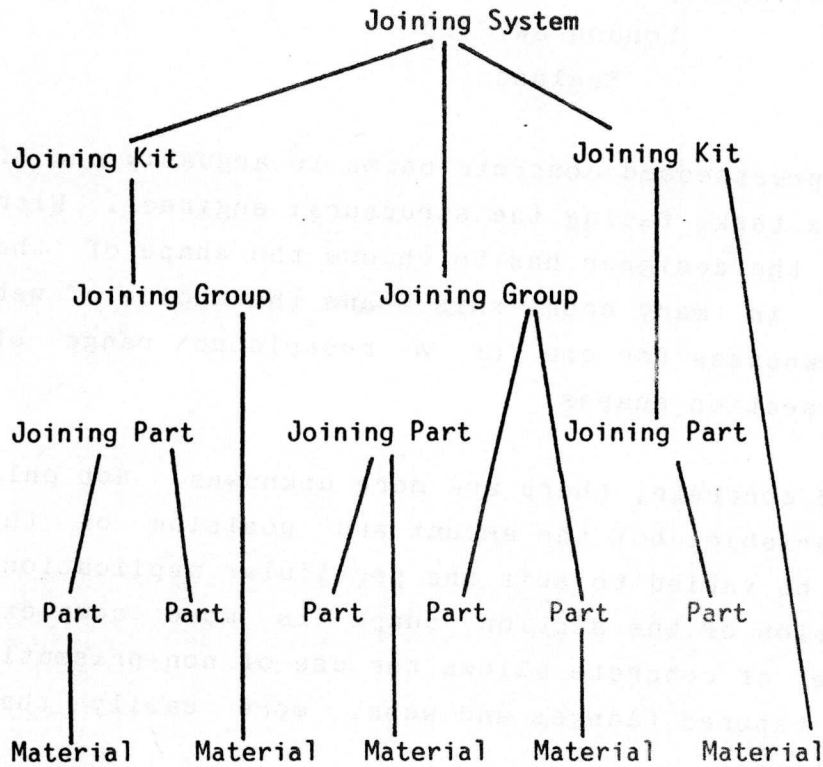 Joining System
Joining Kit Joining Kit
Joining Group Joining Group
Joining Part Joining Part Joining Part
Part Part Part Part Part Part
Material Material Material Material Material